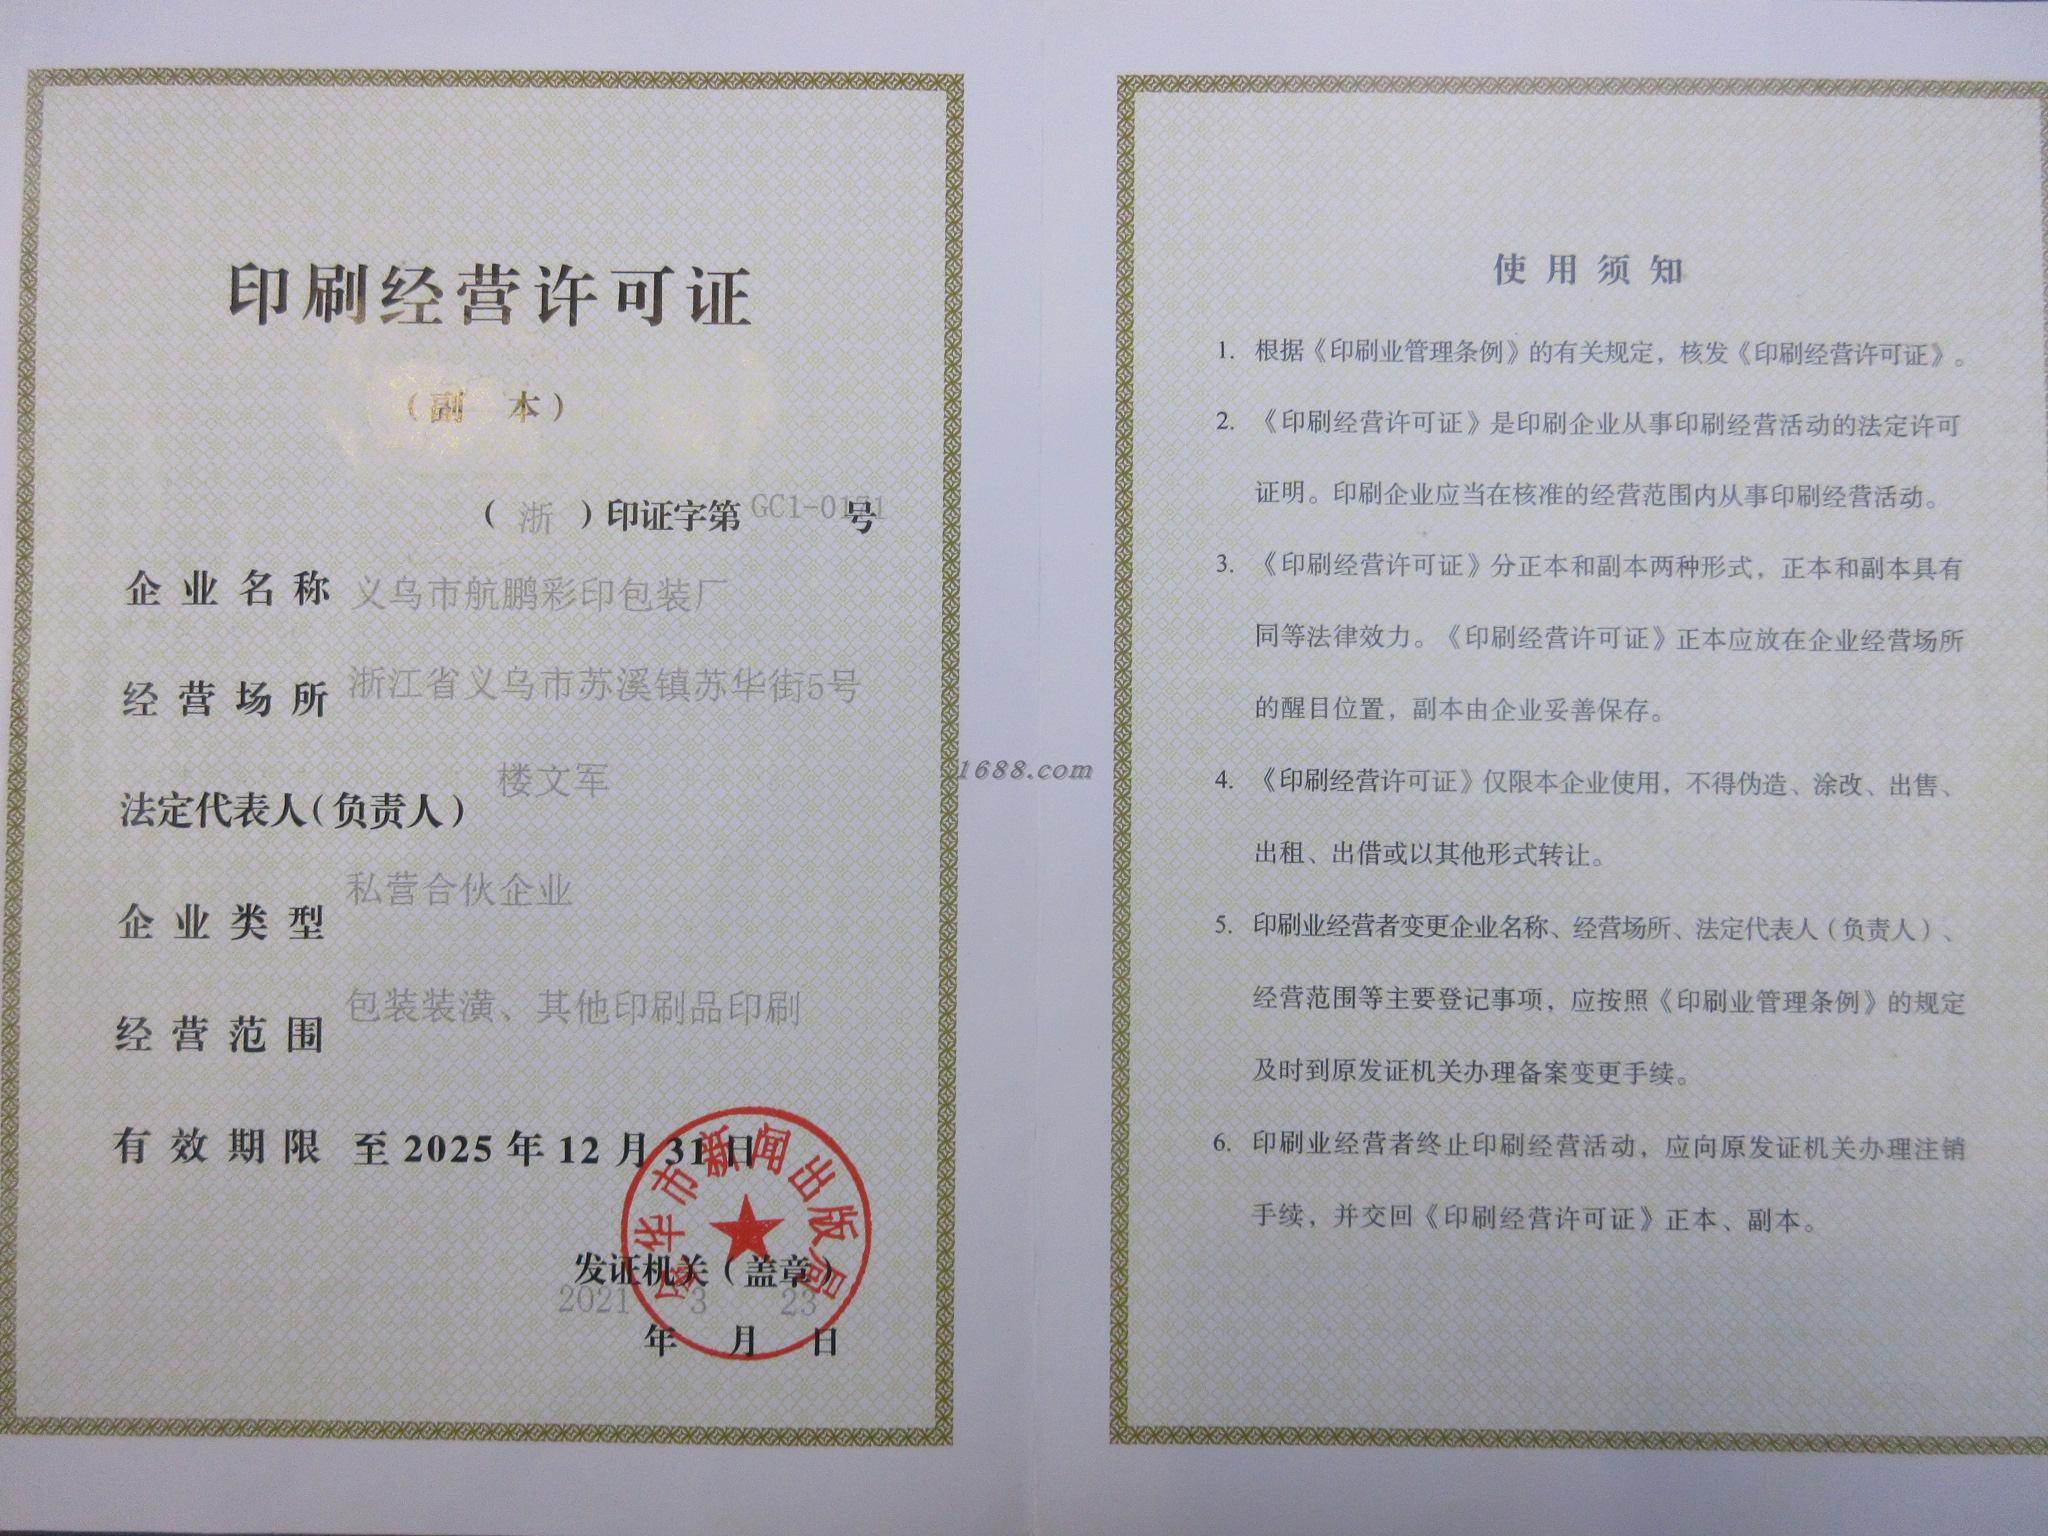 印刷经营许可证
（副 本）
（ 浙 ）印证字第 GC1-01 1号
企业名称 义乌市航鹏彩印包装厂
经营场所 浙江省义乌市苏溪镇苏华街5号
法定代表人（负责人） 楼文军
企业类型 私营合伙企业
经营范围 包装装潢、其他印刷品印刷
有效期限 至2025年12月31日
金华市新闻出版局
发证机关（盖章）
2021 3 23
年 月 日
1688.com
使用须知
1. 根据《印刷业管理条例》的有关规定，核发《印刷经营许可证》。
2. 《印刷经营许可证》是印刷企业从事印刷经营活动的法定许可
证明。印刷企业应当在核准的经营范围内从事印刷经营活动。
3. 《印刷经营许可证》分正本和副本两种形式，正本和副本具有
同等法律效力。《印刷经营许可证》正本应放在企业经营场所
的醒目位置，副本由企业妥善保存。
4. 《印刷经营许可证》仅限本企业使用，不得伪造、涂改、出售、
出租、出借或以其他形式转让。
5. 印刷业经营者变更企业名称、经营场所、法定代表人（负责人）、
经营范围等主要登记事项，应按照《印刷业管理条例》的规定
及时到原发证机关办理备案变更手续。
6. 印刷业经营者终止印刷经营活动，应向原发证机关办理注销
手续，并交回《印刷经营许可证》正本、副本。